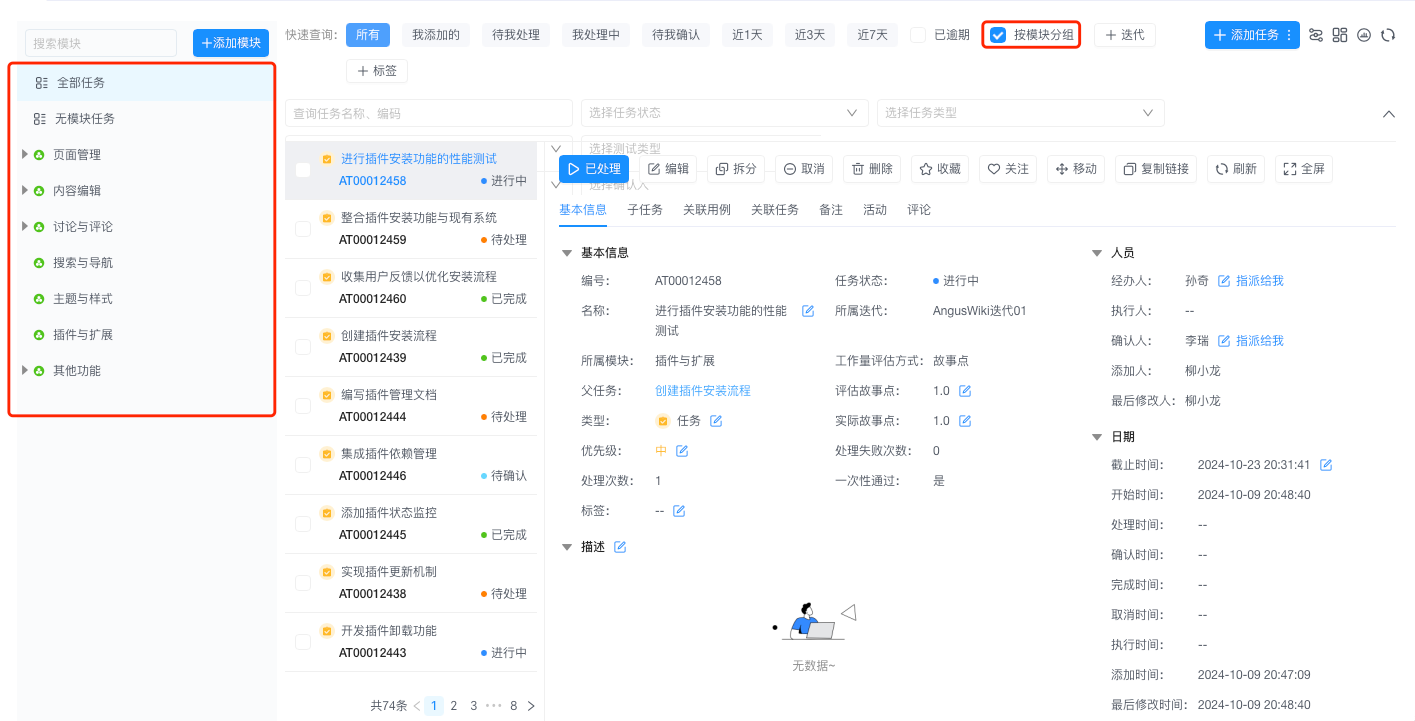 搜索模块
+添加模块
全部任务
无模块任务
页面管理
内容编辑
讨论与评论
搜索与导航
主题与样式
插件与扩展
其他功能
快速查询: 所有 我添加的 待我处理 我处理中 待我确认 近1天 近3天 近7天 已逾期 按模块分组 + 迭代
+ 添加任务
+ 标签
查询任务名称、编码 选择任务状态 选择任务类型
选择测试类型
选择确认人
进行插件安装功能的性能测试
AT00012458 进行中
整合插件安装功能与现有系统
AT00012459 待处理
收集用户反馈以优化安装流程
AT00012460 已完成
创建插件安装流程
AT00012439 已完成
编写插件管理文档
AT00012444 待处理
集成插件依赖管理
AT00012446 待确认
添加插件状态监控
AT00012445 已完成
实现插件更新机制
AT00012438 待处理
开发插件卸载功能
AT00012443 进行中
共74条 < 1 2 3 ··· 8 >
已处理 编辑 拆分 取消 删除 收藏 关注 移动 复制链接 刷新 全屏
基本信息 子任务 关联用例 关联任务 备注 活动 评论
基本信息
编号: AT00012458 任务状态: 进行中
名称: 进行插件安装功能的性能测试 所属迭代: AngusWiki迭代01
所属模块: 插件与扩展 工作量评估方式: 故事点
父任务: 创建插件安装流程 评估故事点: 1.0
类型: 任务 实际故事点: 1.0
优先级: 中 处理失败次数: 0
处理次数: 1 一次性通过: 是
标签: --
描述
无数据~
人员
经办人: 孙奇 指派给我
执行人: --
确认人: 李瑞 指派给我
添加人: 柳小龙
最后修改人: 柳小龙
日期
截止时间: 2024-10-23 20:31:41
开始时间: 2024-10-09 20:48:40
处理时间: --
确认时间: --
完成时间: --
取消时间: --
执行时间: --
添加时间: 2024-10-09 20:47:09
最后修改时间: 2024-10-09 20:48:40